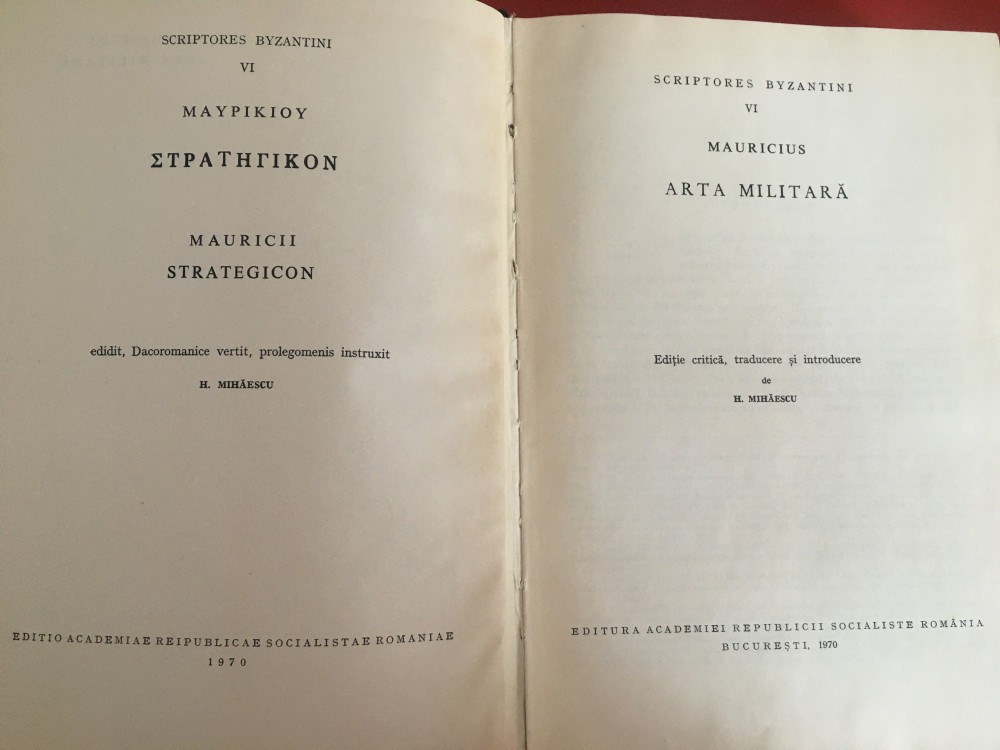 SCRIPTORES BYZANTINI
VI
ΜΑΥΡΙΚΙΟΥ
ΣΤΡΑΤΗΓΙΚΟΝ
MAURICII
STRATEGICON
edidit, Dacoromanice vertit, prolegomenis instruxit
H. MIHĂESCU
EDITIO ACADEMIAE REIPUBLICAE SOCIALISTAE ROMANIAE
1970
SCRIPTORES BYZANTINI
VI
MAURICIUS
ARTA MILITARĂ
Ediție critică, traducere și introducere
de
H. MIHĂESCU
EDITURA ACADEMIEI REPUBLICII SOCIALISTE ROMÂNIA
BUCUREȘTI, 1970